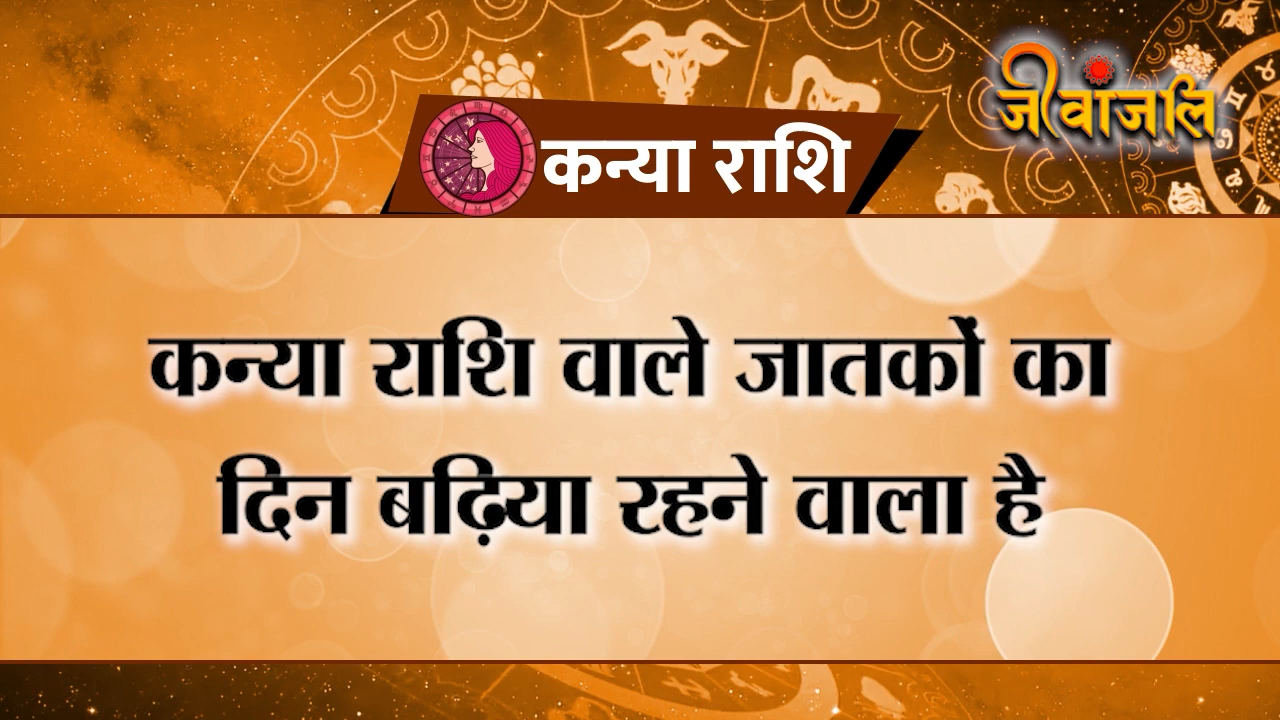 जीवांजलि
कन्या राशि
कन्या राशि वाले जातकों का
दिन बढ़िया रहने वाला है